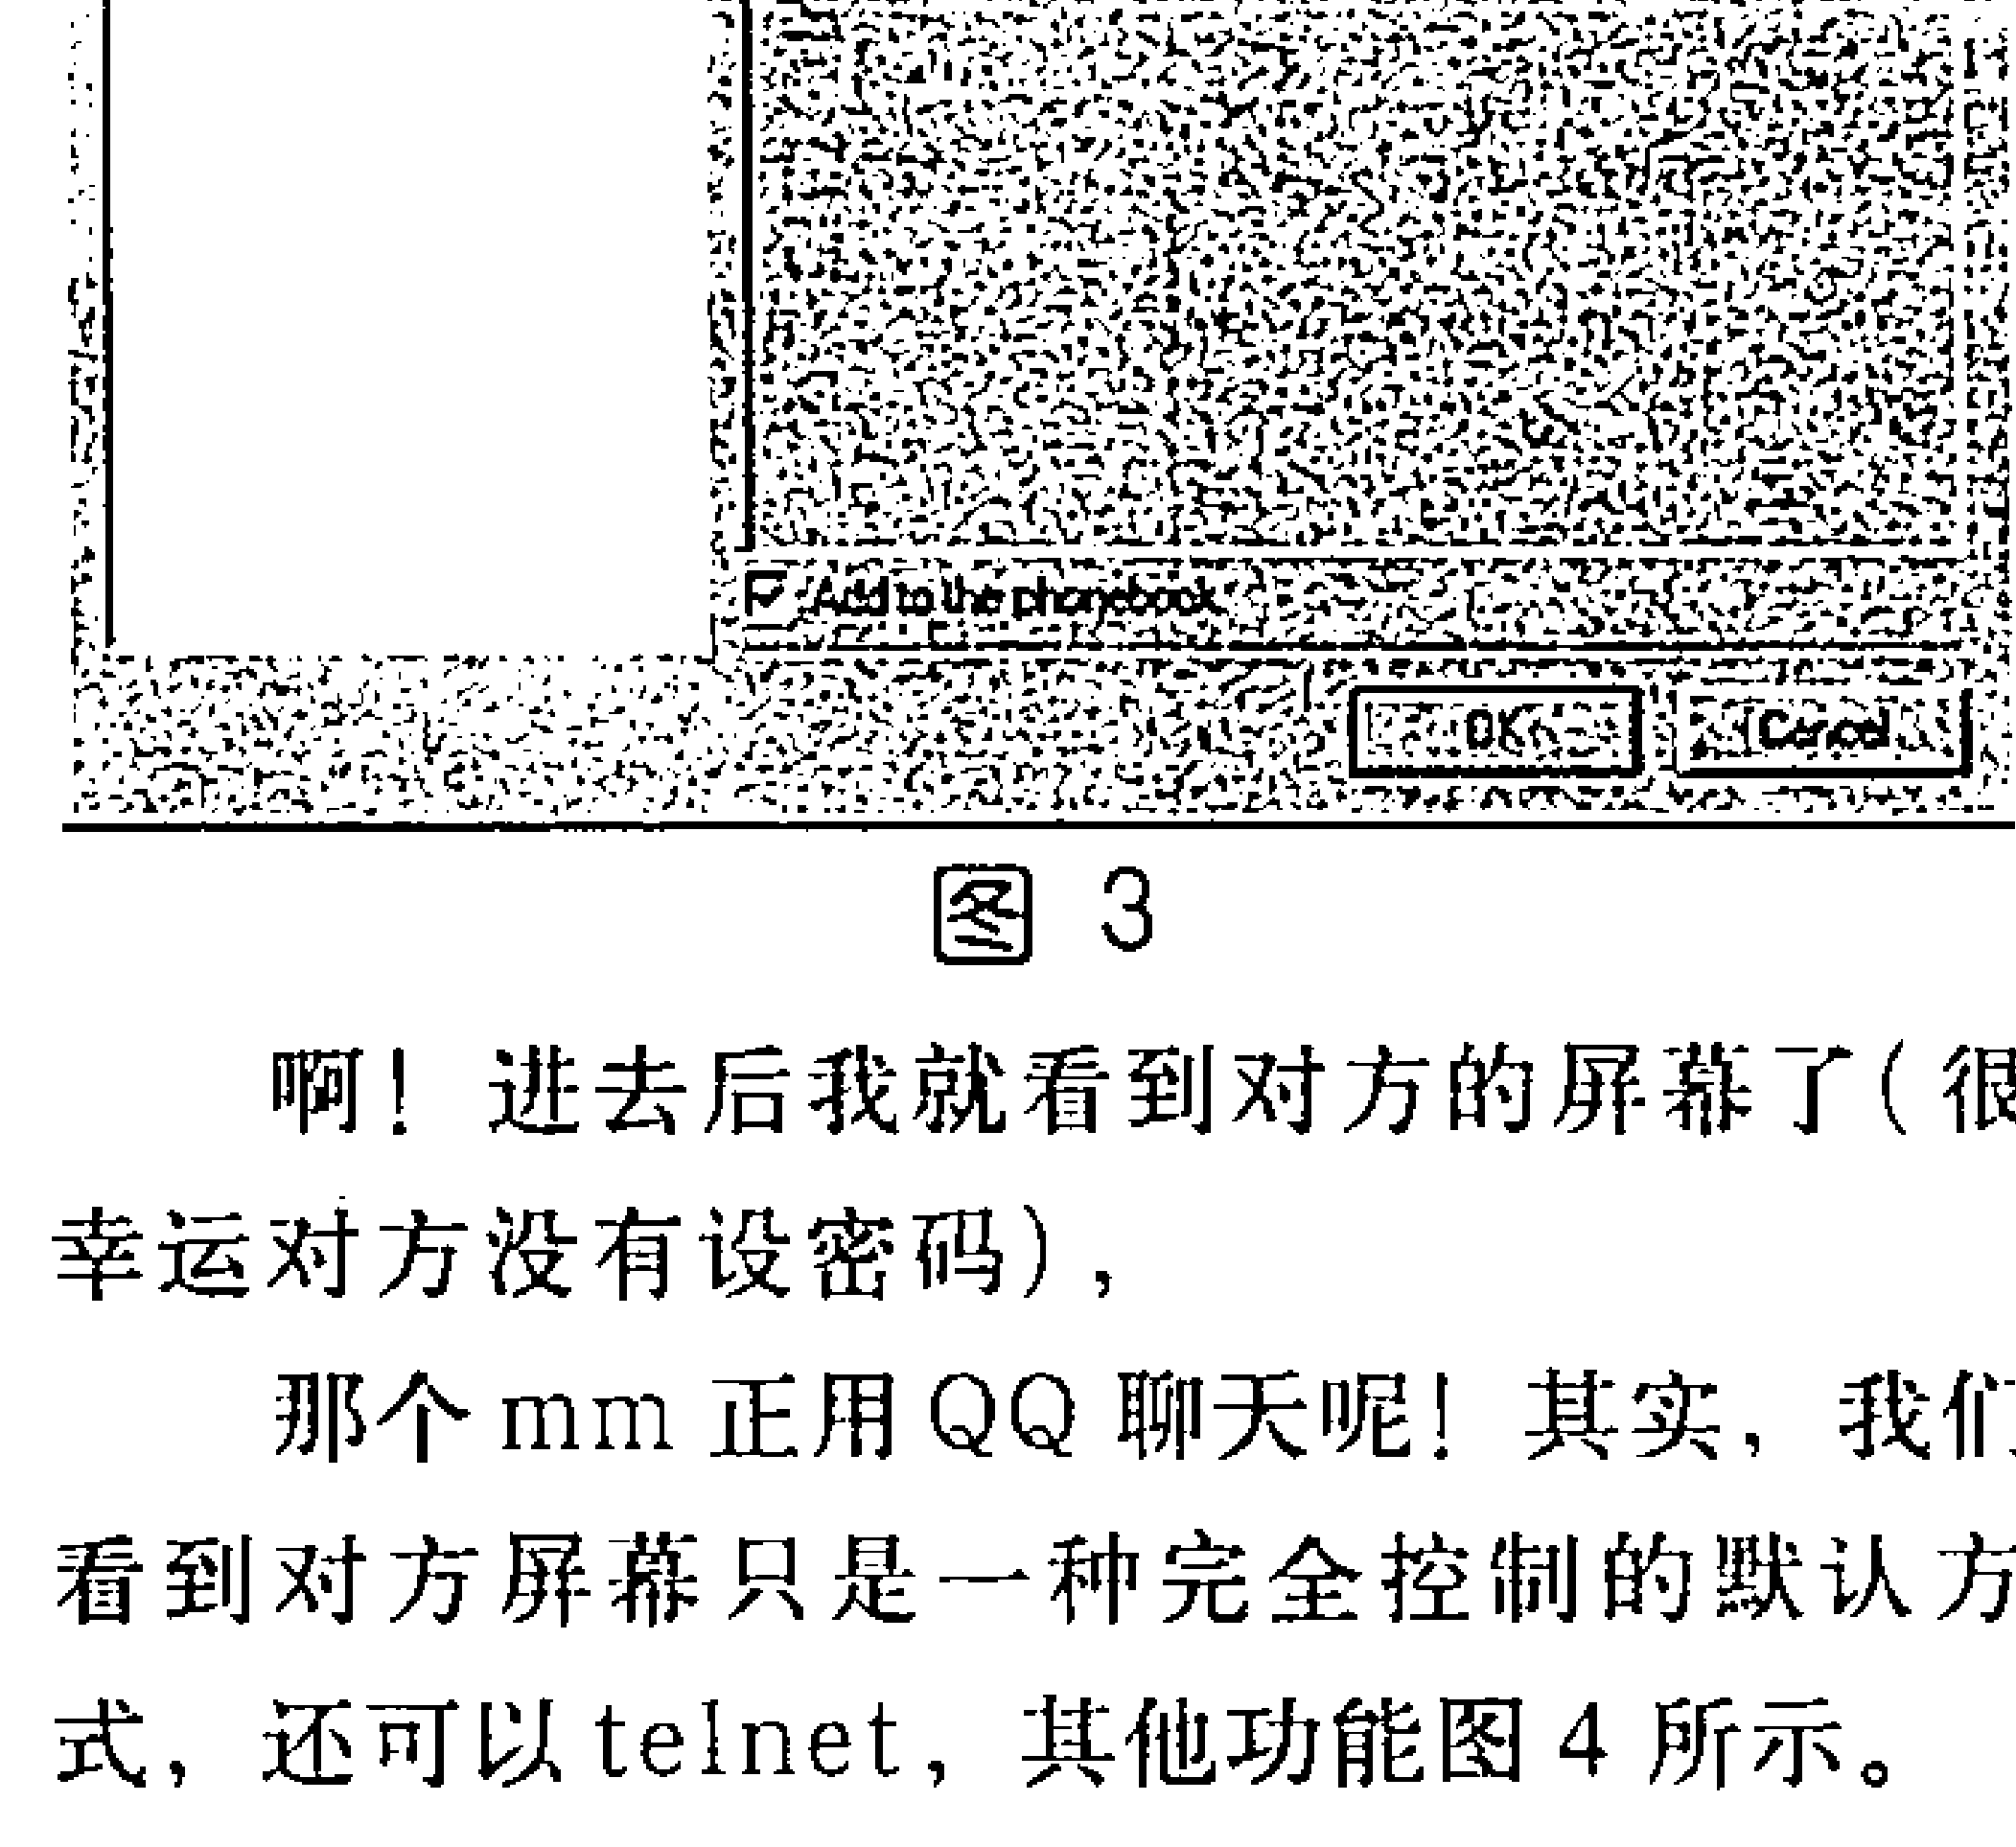 Add to the phonebook
OK Cancel
图 3
啊！进去后我就看到对方的屏幕了（很
幸运对方没有设密码），
那个 mm 正用 QQ 聊天呢！其实，我们
看到对方屏幕只是一种完全控制的默认方
式，还可以 telnet，其他功能图 4 所示。